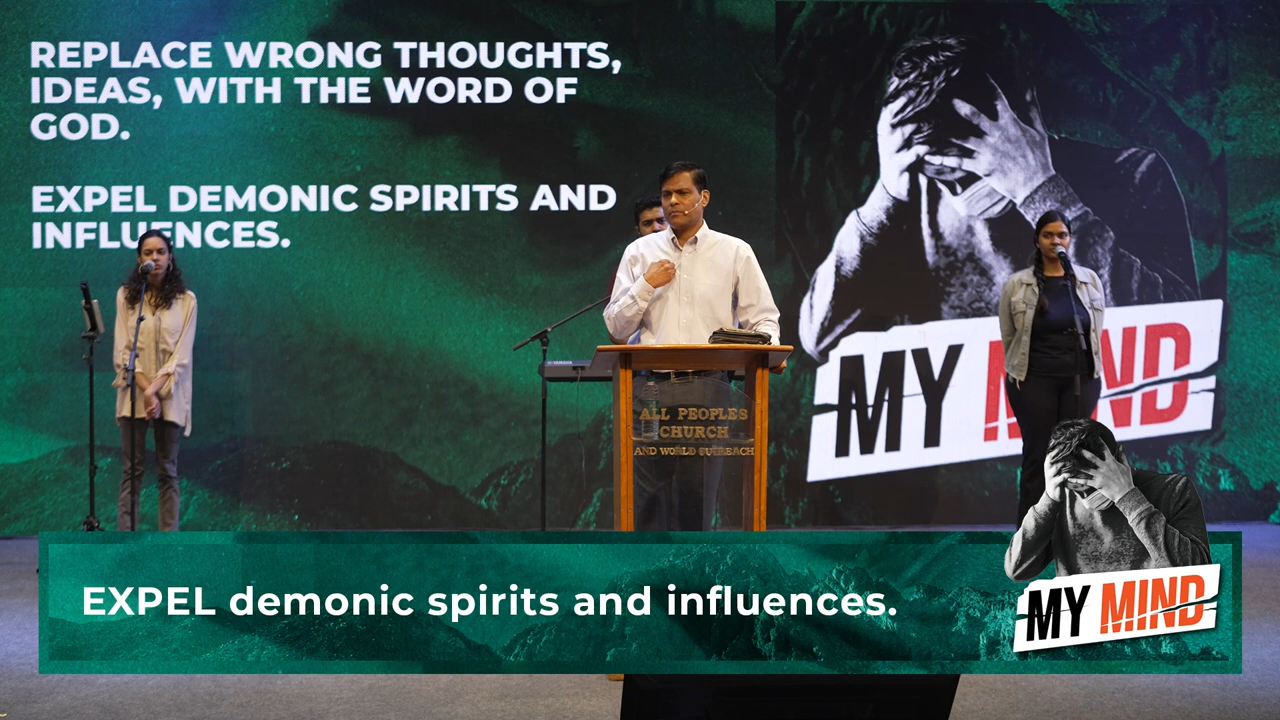 REPLACE WRONG THOUGHTS,
IDEAS, WITH THE WORD OF
GOD.
EXPEL DEMONIC SPIRITS AND
INFLUENCES.
MY MIND
YAMAHA
ALL PEOPLES
CHURCH
AND WORLD OUTREACH
EXPEL demonic spirits and influences.
MY MIND